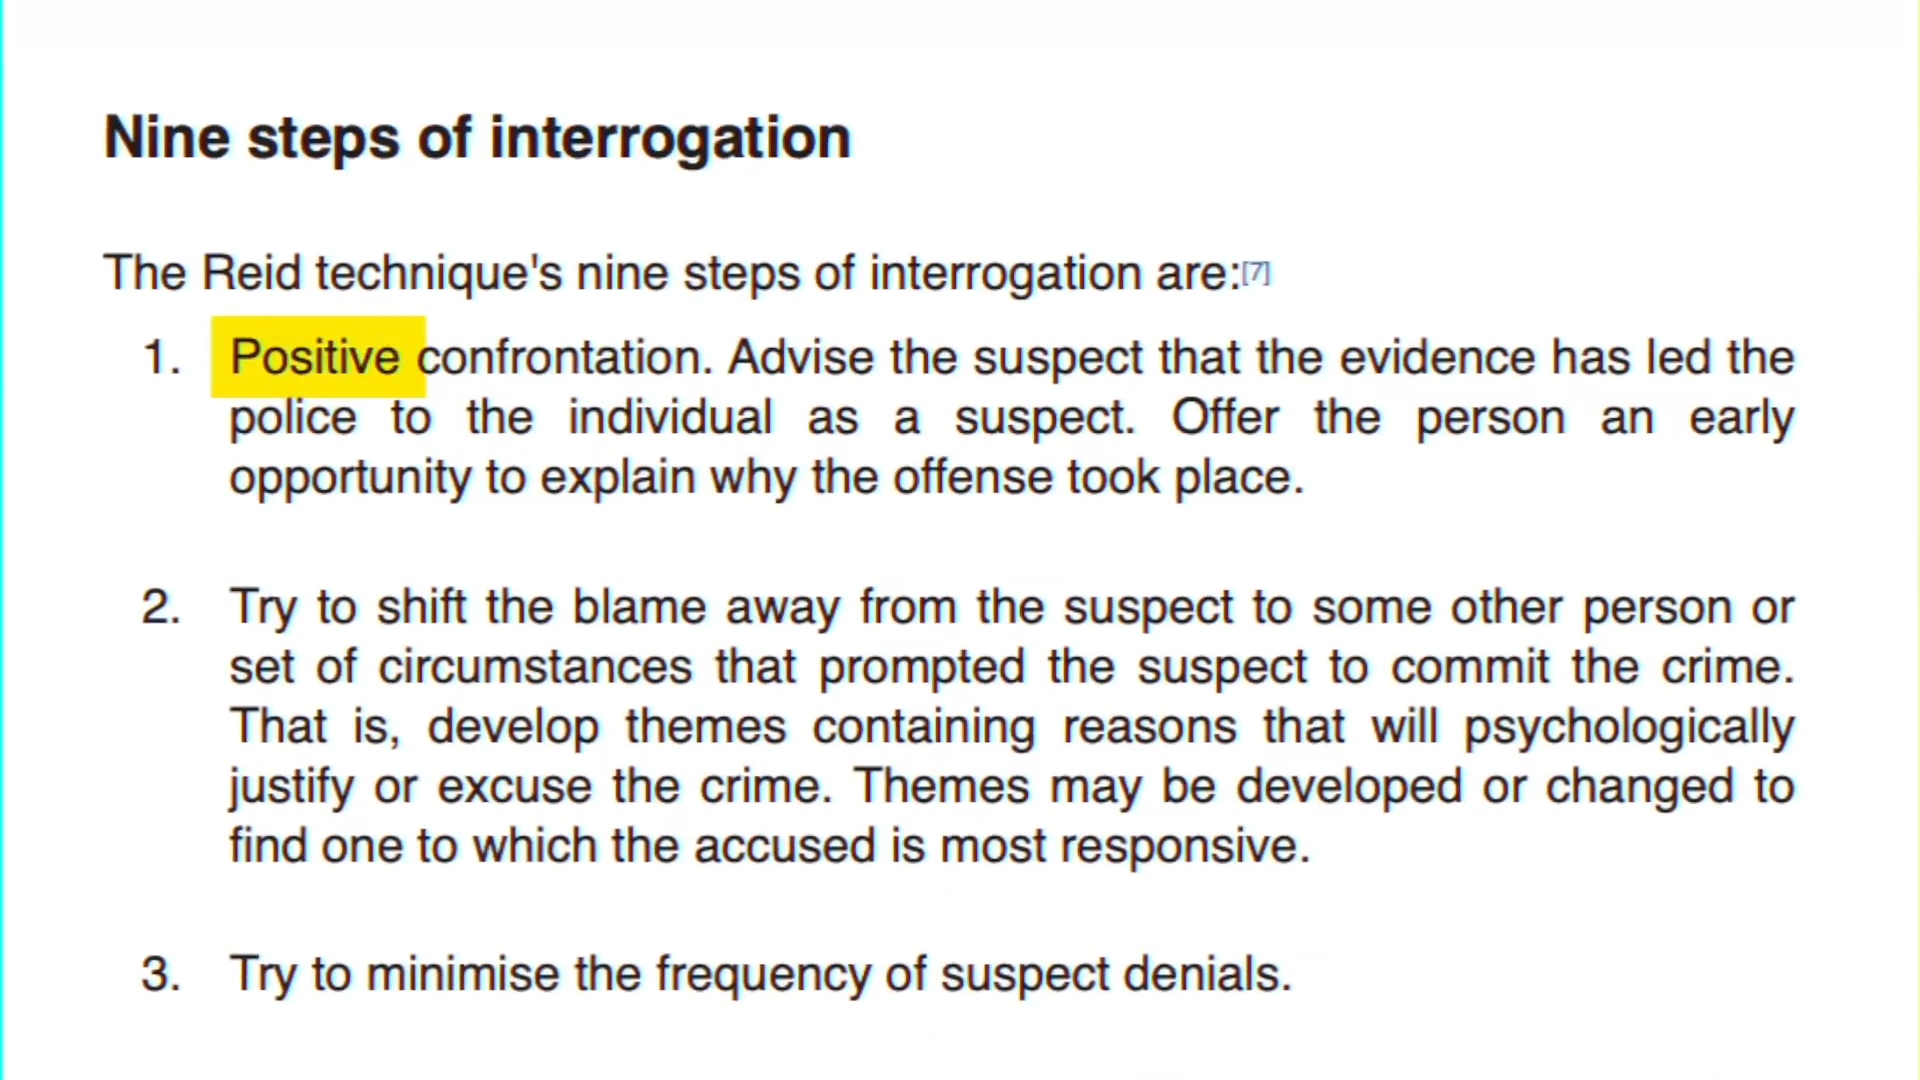 Nine steps of interrogation
The Reid technique's nine steps of interrogation are:[7]
1. Positive confrontation. Advise the suspect that the evidence has led the
police to the individual as a suspect. Offer the person an early
opportunity to explain why the offense took place.
2. Try to shift the blame away from the suspect to some other person or
set of circumstances that prompted the suspect to commit the crime.
That is, develop themes containing reasons that will psychologically
justify or excuse the crime. Themes may be developed or changed to
find one to which the accused is most responsive.
3. Try to minimise the frequency of suspect denials.